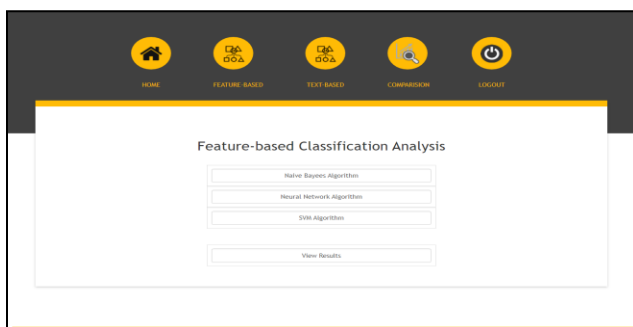 HOME FEATURE-BASED TEXT-BASED COMPARISION LOGOUT
Feature-based Classification Analysis
Naive Bayees Algorithm
Neural Network Algorithm
SVM Algorithm
View Results